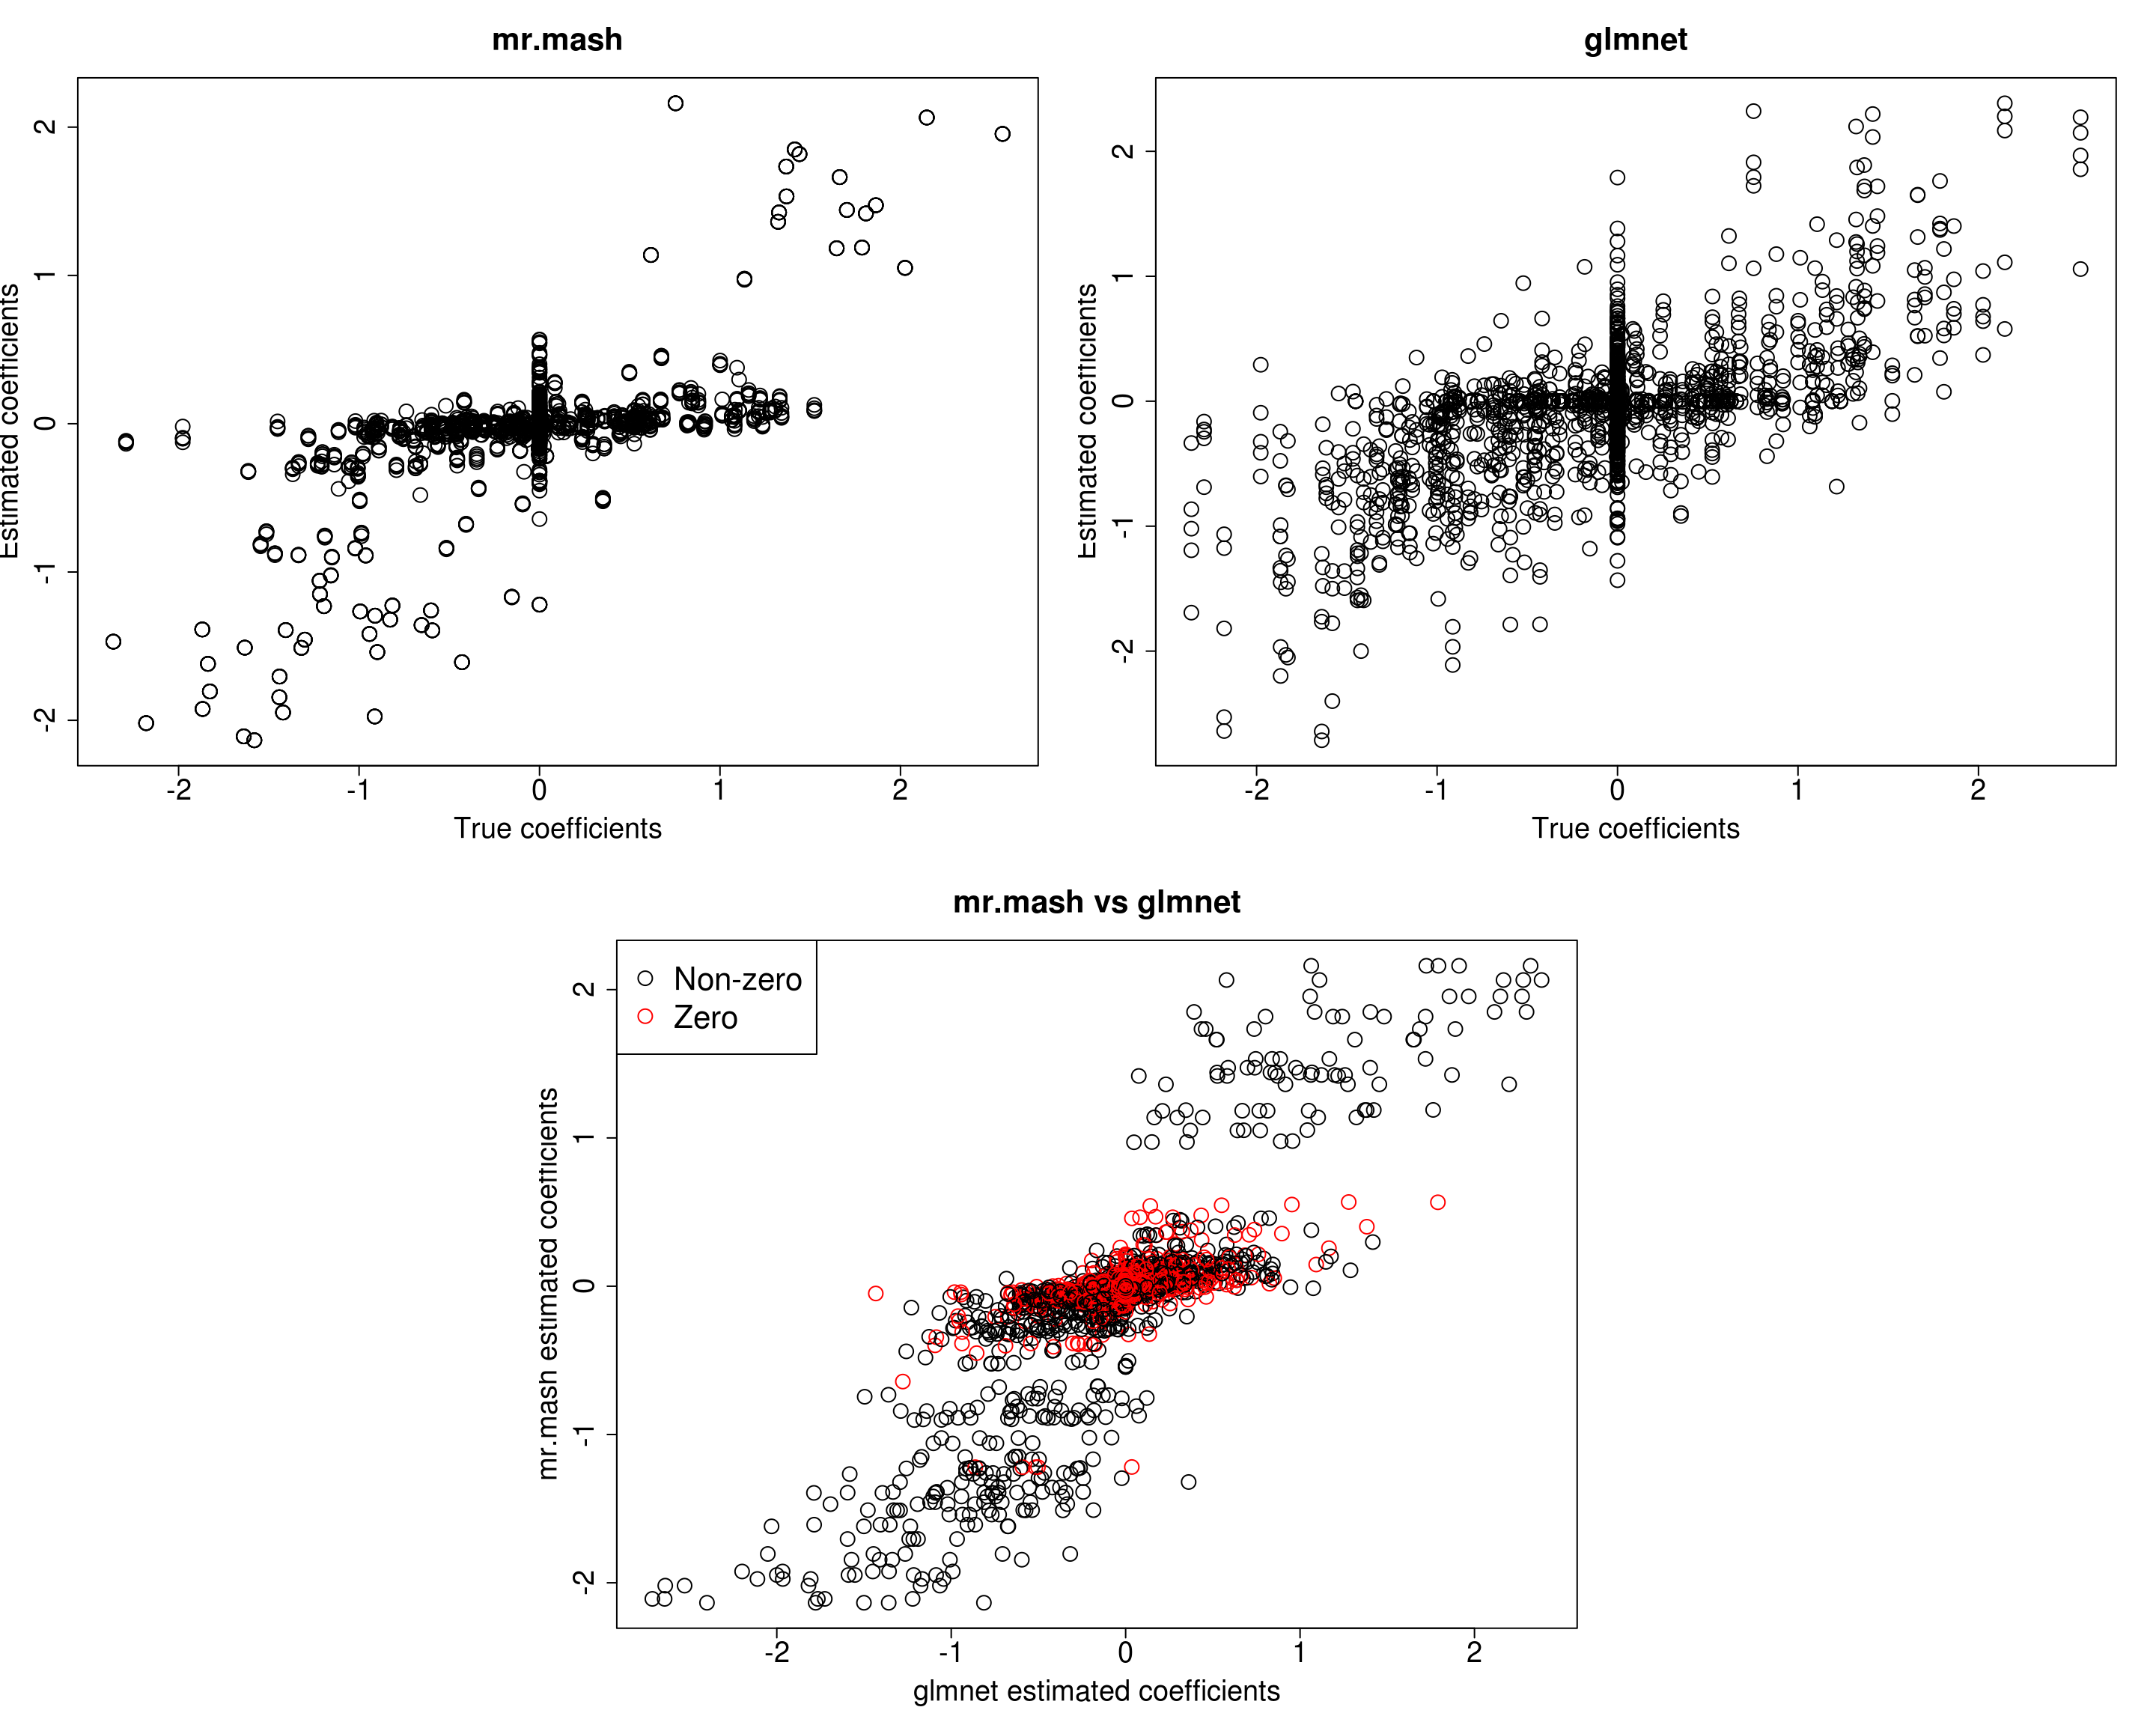 mr.mash
Estimated coefficients
2
1
0
-1
-2
-2
-1
0
1
2
True coefficients
glmnet
Estimated coefficients
2
1
0
-1
-2
-2
-1
0
1
2
True coefficients
mr.mash vs glmnet
Non-zero
Zero
mr.mash estimated coefficients
2
1
0
-1
-2
-2
-1
0
1
2
glmnet estimated coefficients